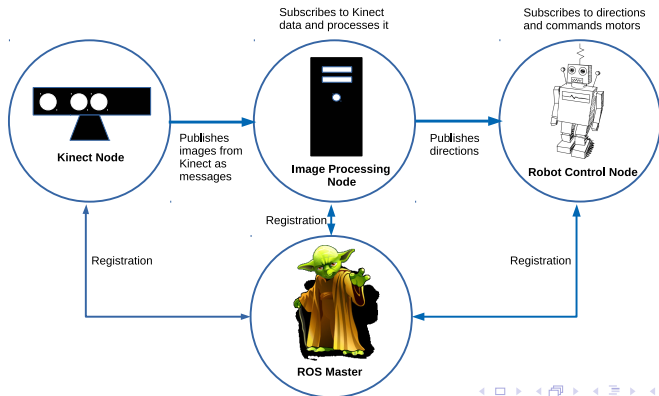 Subscribes to Kinect
data and processes it
Subscribes to directions
and commands motors
Kinect Node
Publishes
images from
Kinect as
messages
Image Processing
Node
Publishes
directions
Robot Control Node
Registration
Registration
Registration
ROS Master